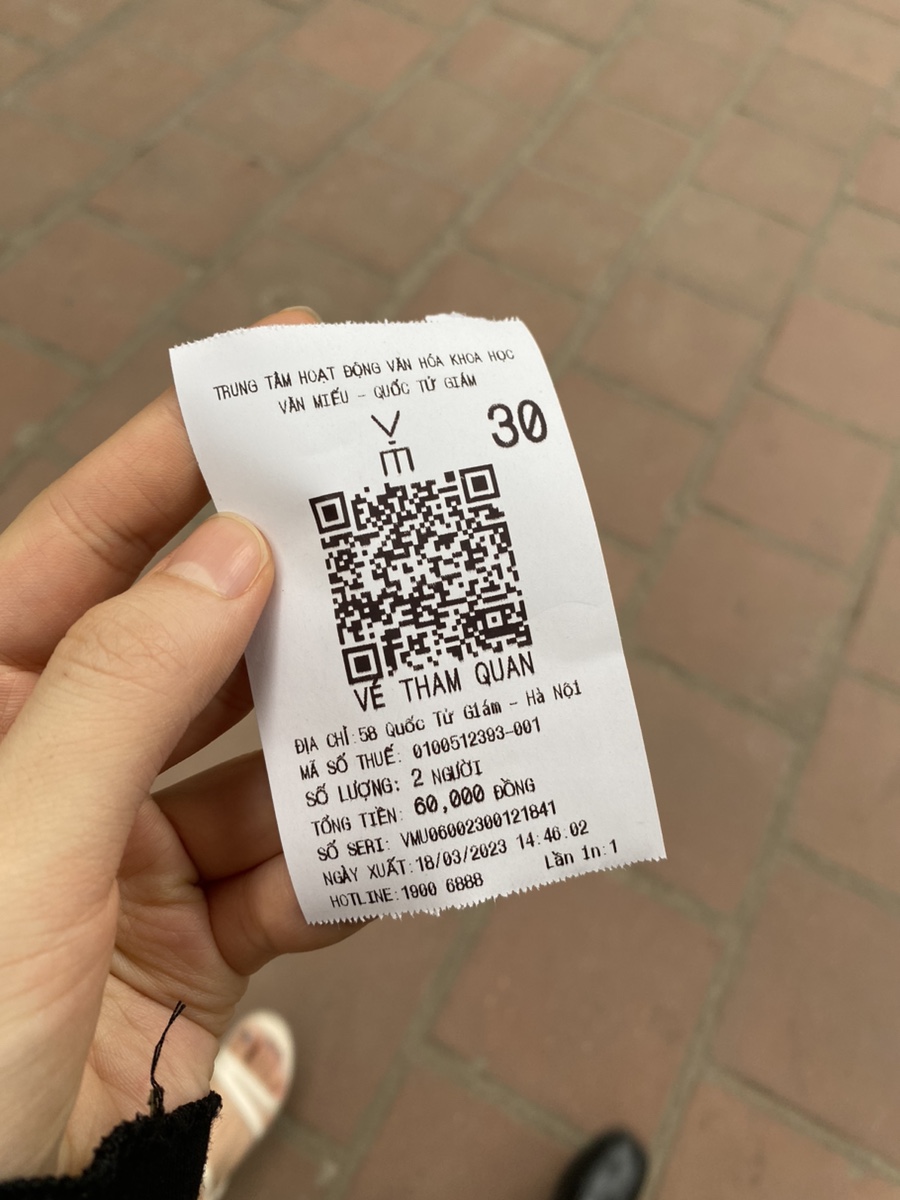 TRUNG TÂM HOẠT ĐỘNG VĂN HÓA KHOA HỌC
VĂN MIẾU - QUỐC TỬ GIÁM
30
VÉ THAM QUAN
ĐỊA CHỈ:58 Quốc Tử Giám - Hà Nội
MÃ SỐ THUẾ: 0100512393-001
SỐ LƯỢNG: 2 NGƯỜI
TỔNG TIỀN: 60,000 ĐỒNG
SỐ SERI: VMU06002300121841
NGÀY XUẤT:18/03/2023 14:46:02
HOTLINE:1900 6888 Lần in:1